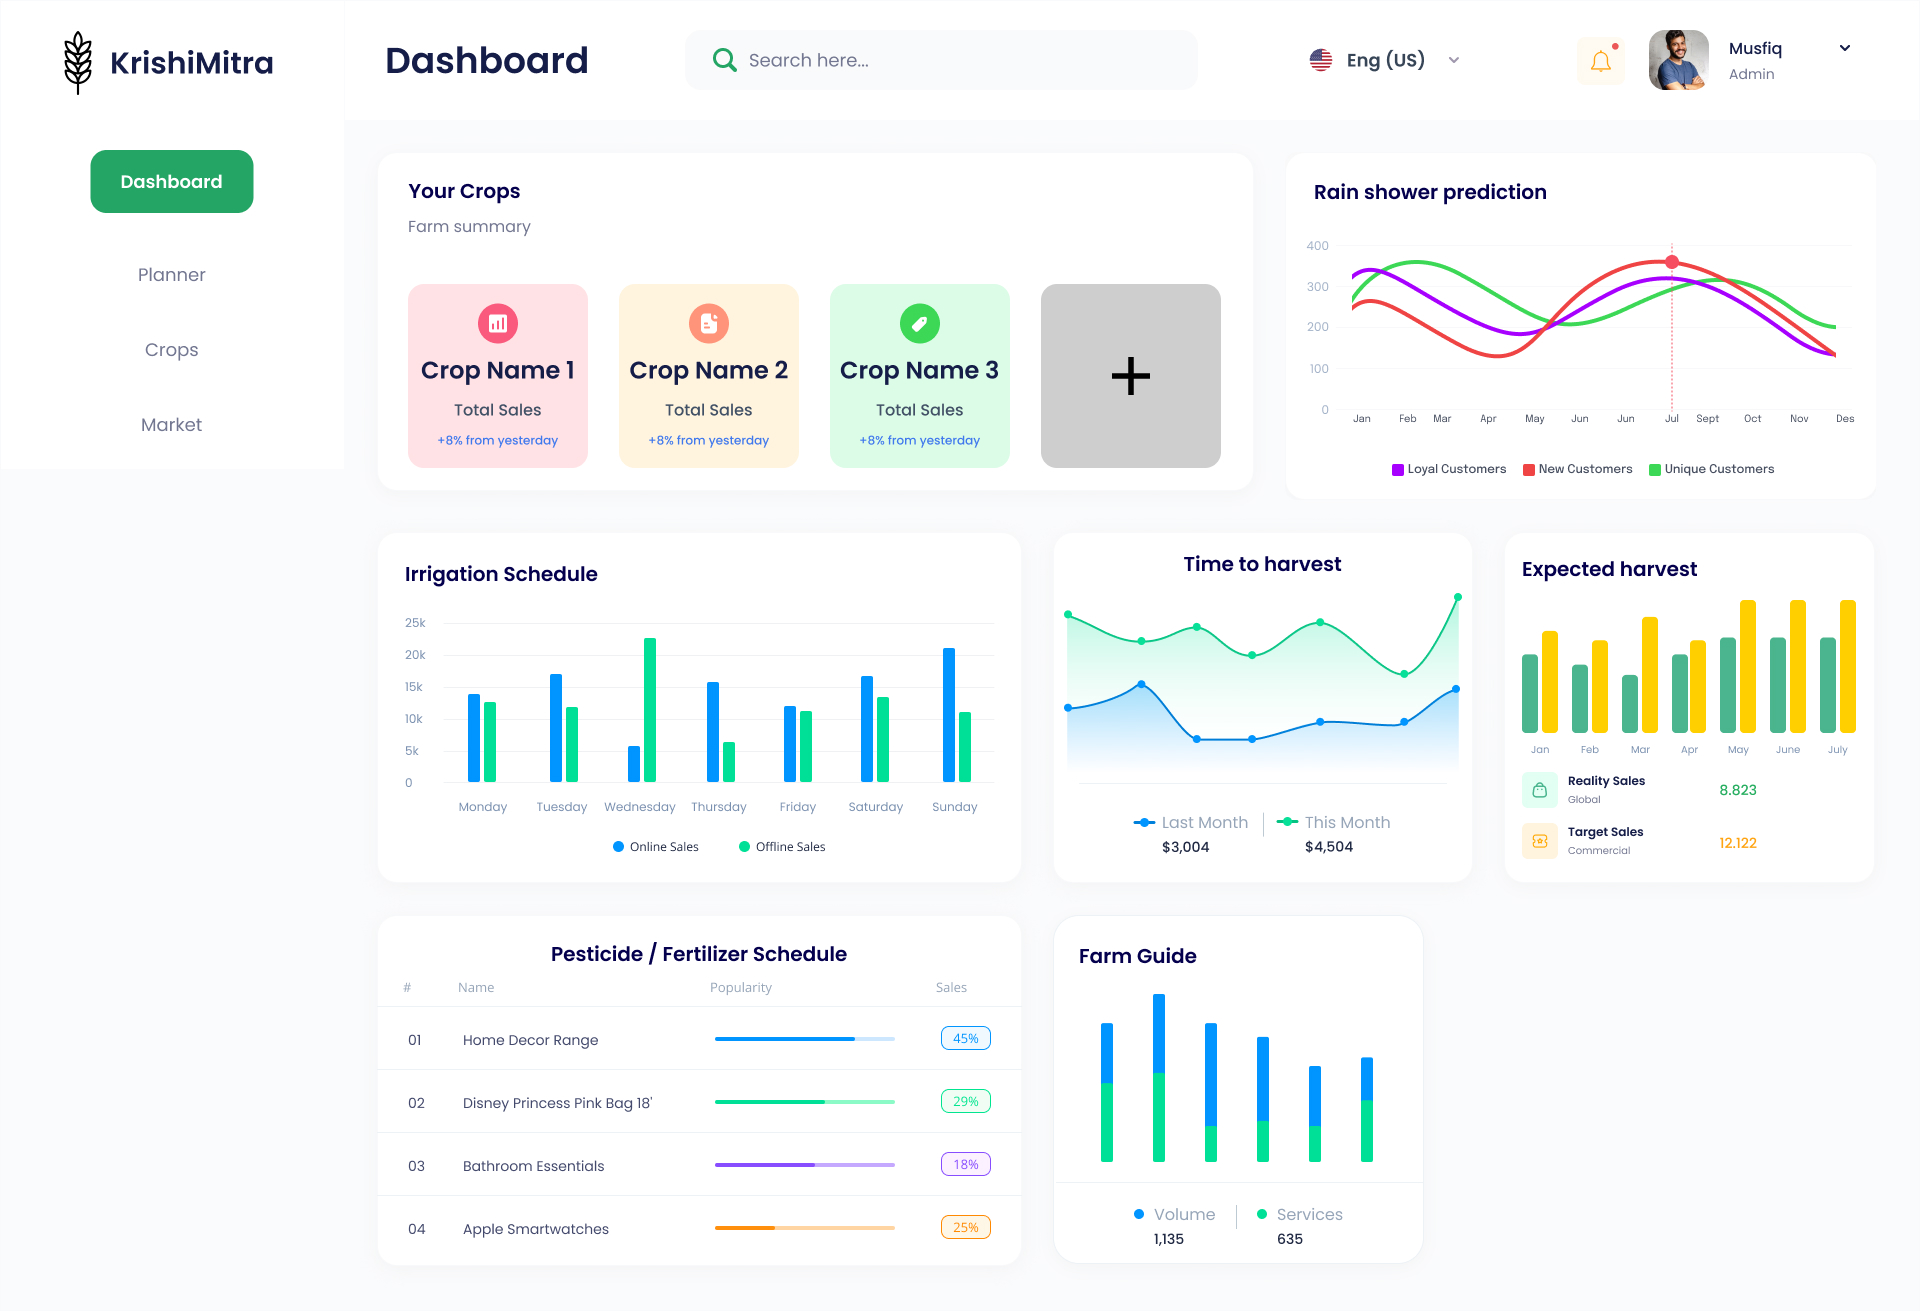 KrishiMitra
Dashboard
Search here...
Eng (US)
Musfiq
Admin
Dashboard
Planner
Crops
Market
Your Crops
Farm summary
Crop Name 1
Total Sales
+8% from yesterday
Crop Name 2
Total Sales
+8% from yesterday
Crop Name 3
Total Sales
+8% from yesterday
Rain shower prediction
400
300
200
100
0
Jan Feb Mar Apr May Jun Jun Jul Sept Oct Nov Des
Loyal Customers New Customers Unique Customers
Irrigation Schedule
25k
20k
15k
10k
5k
0
Monday Tuesday Wednesday Thursday Friday Saturday Sunday
Online Sales Offline Sales
Time to harvest
Last Month This Month
$3,004 $4,504
Expected harvest
Jan Feb Mar Apr May June July
Reality Sales
Global
8.823
Target Sales
Commercial
12.122
Pesticide / Fertilizer Schedule
# Name Popularity Sales
01 Home Decor Range 45%
02 Disney Princess Pink Bag 18' 29%
03 Bathroom Essentials 18%
04 Apple Smartwatches 25%
Farm Guide
Volume Services
1,135 635